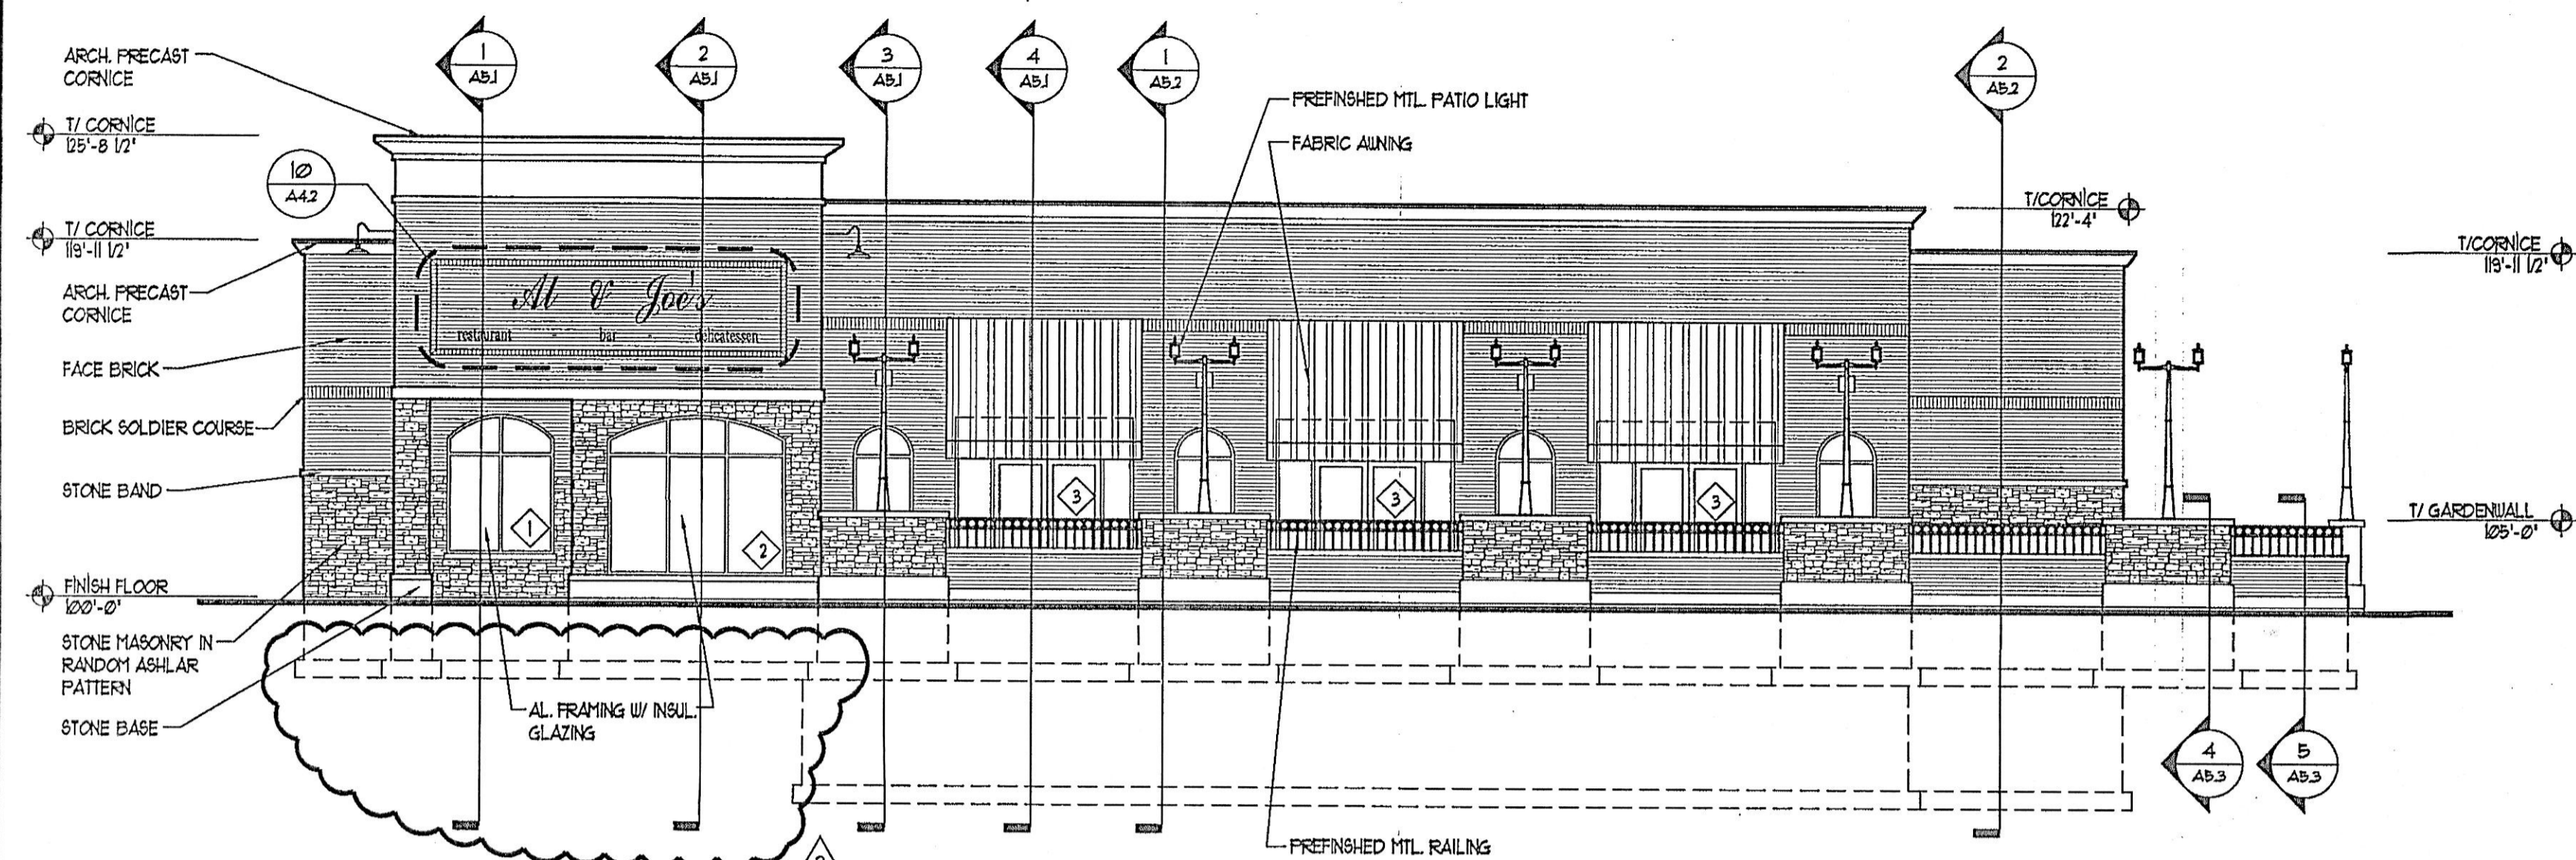 ARCH. PRECAST
CORNICE
T/ CORNICE
125'-8 1/2"
10
A4.2
T/ CORNICE
119'-11 1/2"
ARCH. PRECAST
CORNICE
FACE BRICK
BRICK SOLDIER COURSE
STONE BAND
FINISH FLOOR
100'-0"
STONE MASONRY IN
RANDOM ASHLAR
PATTERN
STONE BASE
1
A5.1
2
A5.1
3
A5.1
4
A5.1
1
A5.2
2
A5.2
PREFINSHED MTL. PATIO LIGHT
FABRIC AWNING
Al & Joe's
restaurant - bar - delicatessen
1
2
3
3
3
AL. FRAMING W/ INSUL.
GLAZING
PREFINSHED MTL. RAILING
T/CORNICE
122'-4"
T/CORNICE
119'-11 1/2"
T/ GARDENWALL
105'-0"
4
A5.3
5
A5.3